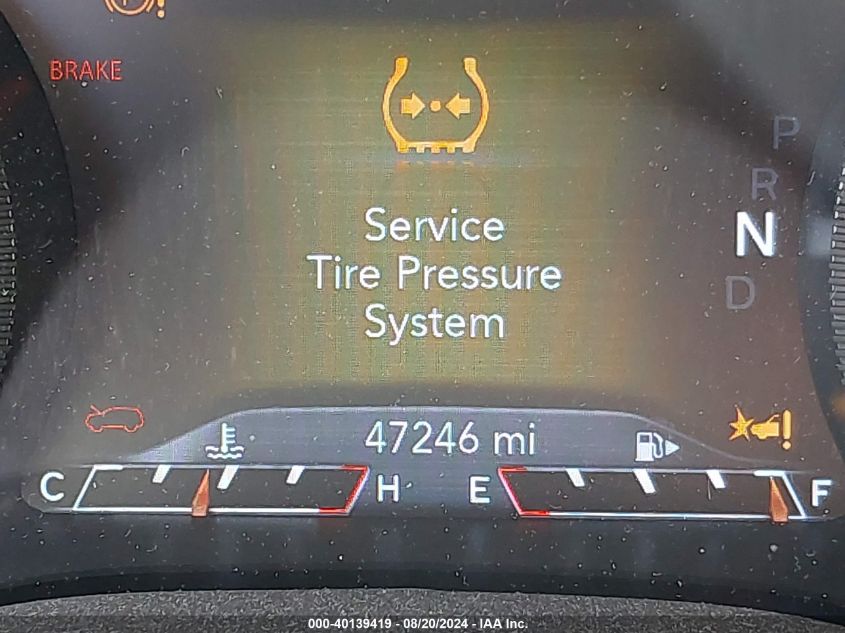 BRAKE
P
R
N
D
Service
Tire Pressure
System
47246 mi
C H E F
000-40139419 - 08/20/2024 - IAA Inc.